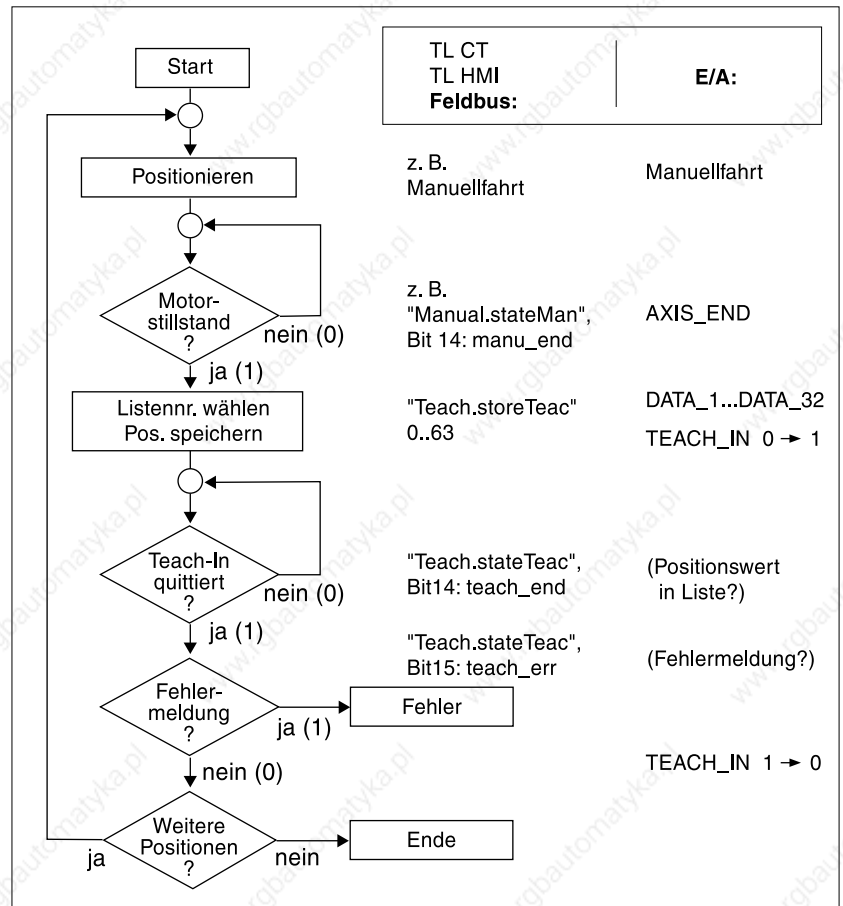 Start
TL CT
TL HMI
Feldbus:
E/A:
Positionieren
z. B.
Manuellfahrt
Manuellfahrt
Motor-
stillstand
?
nein (0)
ja (1)
z. B.
"Manual.stateMan",
Bit 14: manu_end
AXIS_END
Listennr. wählen
Pos. speichern
"Teach.storeTeac"
0..63
DATA_1...DATA_32
TEACH_IN 0 → 1
Teach-In
quittiert
?
nein (0)
ja (1)
"Teach.stateTeac",
Bit14: teach_end
(Positionswert
in Liste?)
Fehler-
meldung
?
ja (1)
nein (0)
Fehler
"Teach.stateTeac",
Bit15: teach_err
(Fehlermeldung?)
TEACH_IN 1 → 0
Weitere
Positionen
?
ja
nein
Ende
www.rgbautomatyka.pl